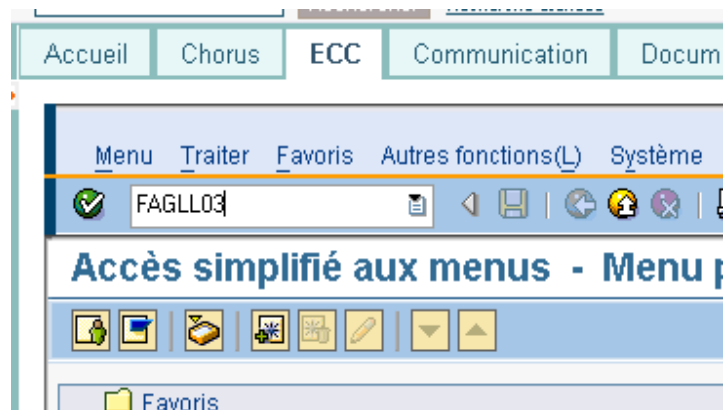 Accueil Chorus ECC Communication Docum
Menu Traiter Favoris Autres fonctions(L) Système
FAGLL03
Accès simplifié aux menus - Menu p
Favoris